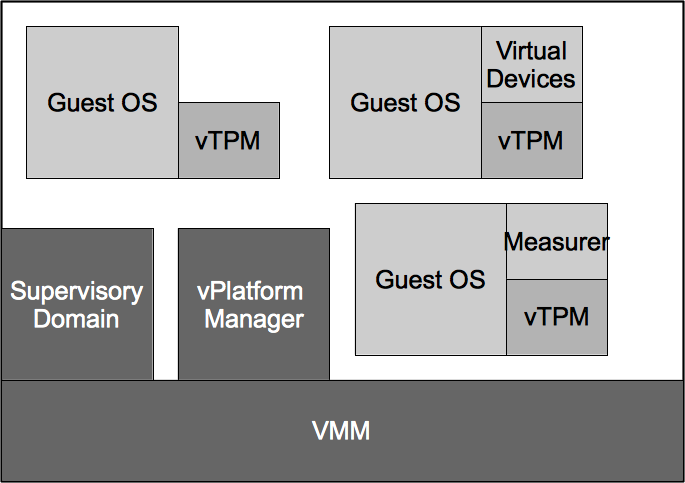 Guest OS
vTPM
Guest OS
Virtual
Devices
vTPM
Supervisory
Domain
vPlatform
Manager
Guest OS
Measurer
vTPM
VMM